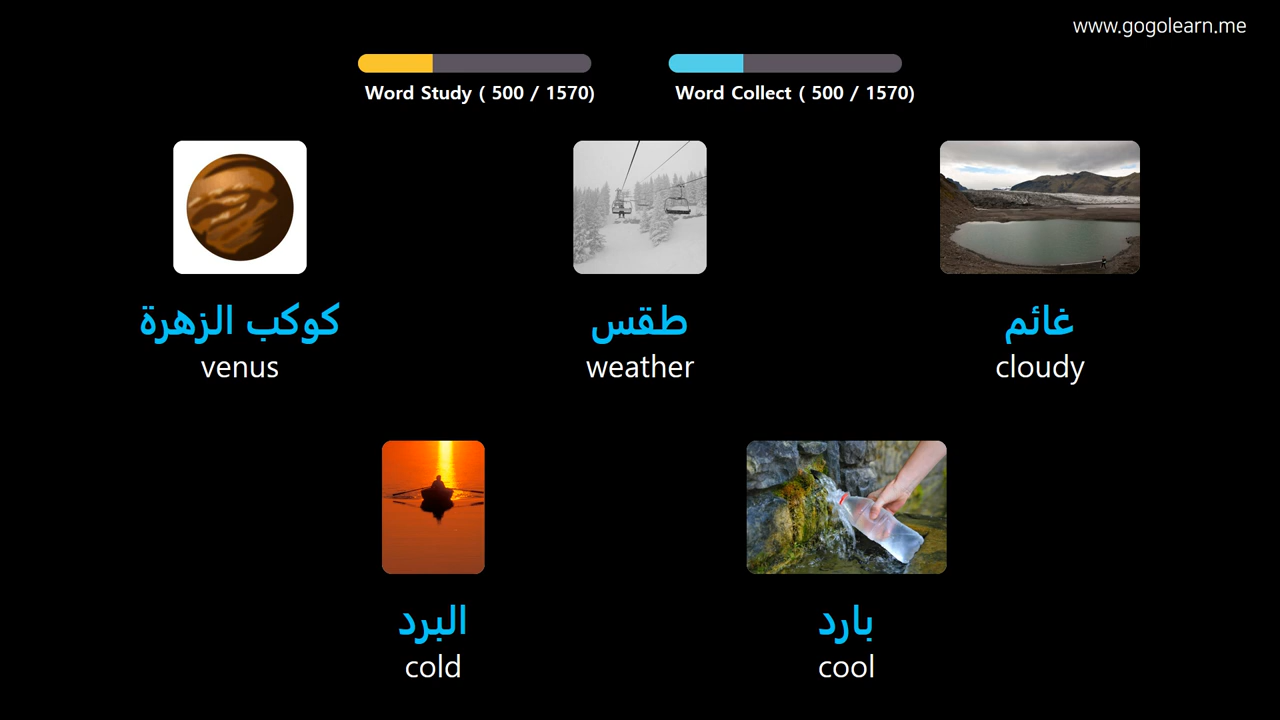 www.gogolearn.me
Word Study ( 500 / 1570)
Word Collect ( 500 / 1570)
كوكب الزهرة
venus
طقس
weather
غائم
cloudy
البرد
cold
بارد
cool